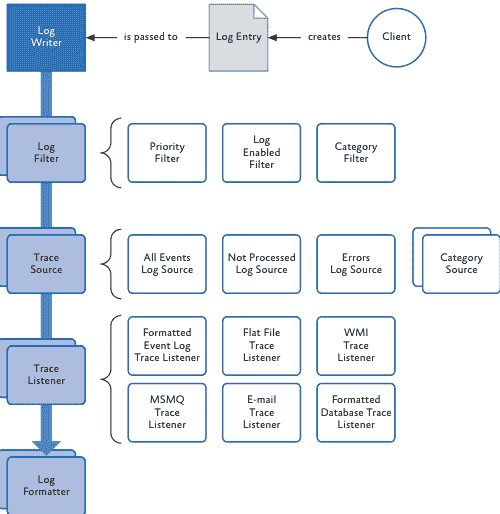 Log
Writer
is passed to
Log Entry
creates
Client
Log
Filter
Priority
Filter
Log
Enabled
Filter
Category
Filter
Trace
Source
All Events
Log Source
Not Processed
Log Source
Errors
Log Source
Category
Source
Trace
Listener
Formatted
Event Log
Trace Listener
Flat File
Trace
Listener
WMI
Trace
Listener
MSMQ
Trace
Listener
E-mail
Trace
Listener
Formatted
Database Trace
Listener
Log
Formatter